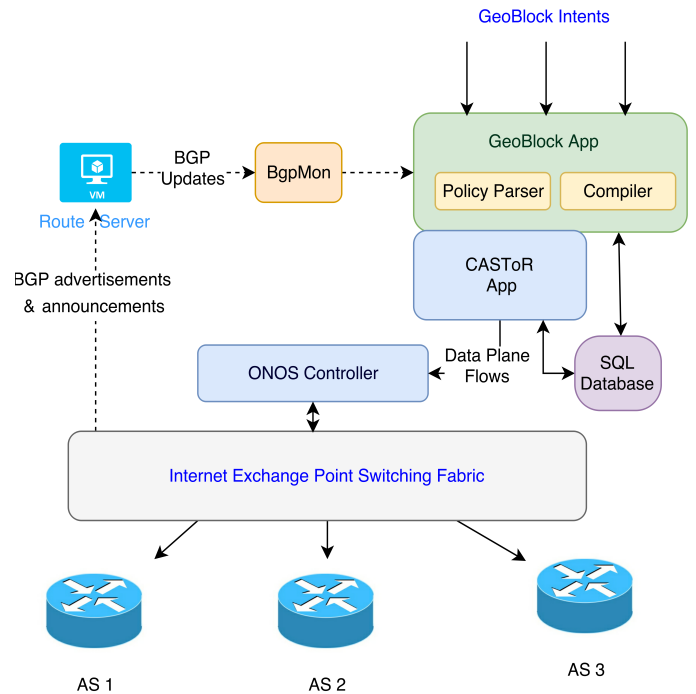 GeoBlock Intents
GeoBlock App
Policy Parser
Compiler
BGP
Updates
BgpMon
VM
Route Server
CASToR
App
BGP advertisements
& announcements
Data Plane
Flows
SQL
Database
ONOS Controller
Internet Exchange Point Switching Fabric
AS 1
AS 2
AS 3